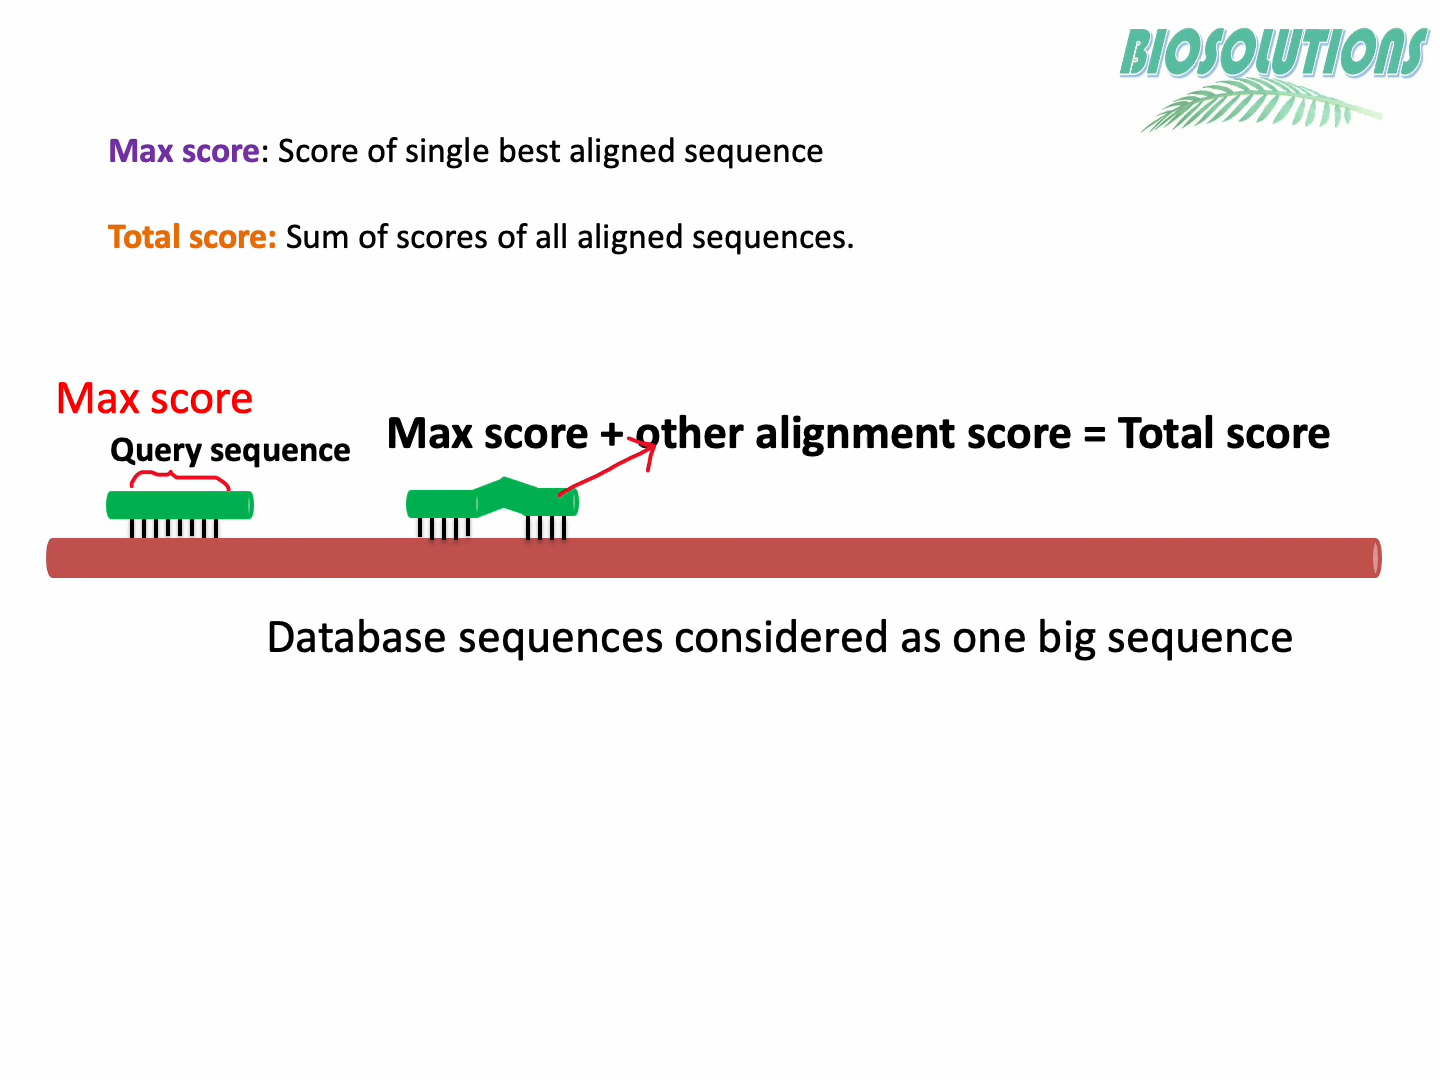 BIOSOLUTIONS
Max score: Score of single best aligned sequence
Total score: Sum of scores of all aligned sequences.
Max score
Query sequence
Max score + other alignment score = Total score
Database sequences considered as one big sequence